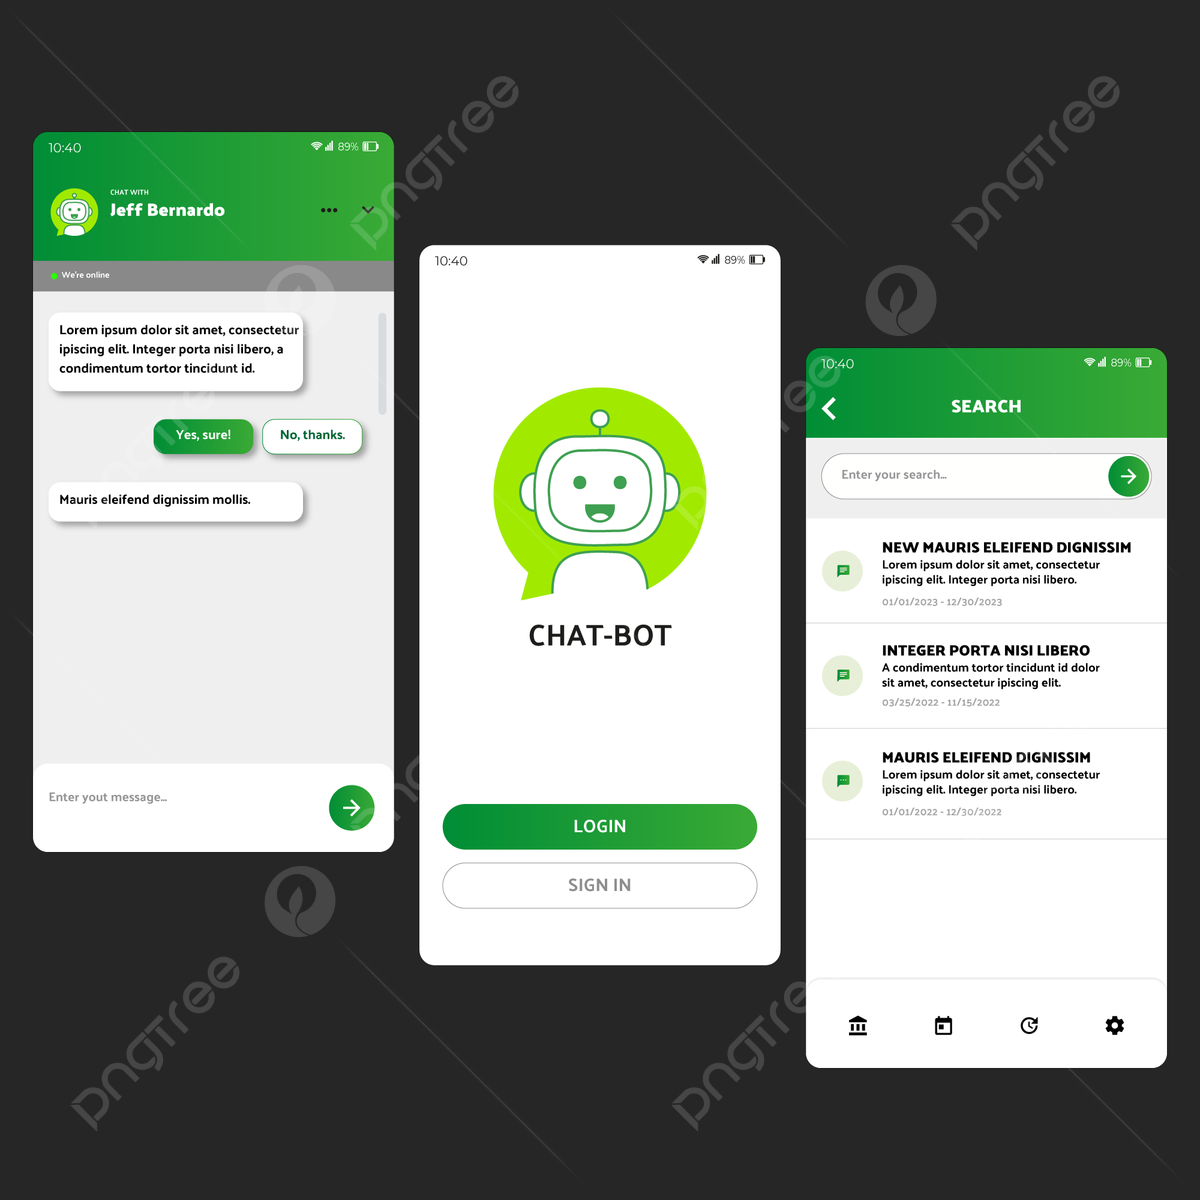 10:40
89%
CHAT WITH
Jeff Bernardo
We're online
Lorem ipsum dolor sit amet, consectetur
ipiscing elit. Integer porta nisi libero, a
condimentum tortor tincidunt id.
Yes, sure!
No, thanks.
Mauris eleifend dignissim mollis.
Enter yout message...
10:40
89%
CHAT-BOT
LOGIN
SIGN IN
10:40
89%
SEARCH
Enter your search...
NEW MAURIS ELEIFEND DIGNISSIM
Lorem ipsum dolor sit amet, consectetur
ipiscing elit. Integer porta nisi libero.
01/01/2023 - 12/30/2023
INTEGER PORTA NISI LIBERO
A condimentum tortor tincidunt id dolor
sit amet, consectetur ipiscing elit.
03/25/2022 - 11/15/2022
MAURIS ELEIFEND DIGNISSIM
Lorem ipsum dolor sit amet, consectetur
ipiscing elit. Integer porta nisi libero.
01/01/2022 - 12/30/2022
pngtree
pngtree
pngtree
pngtree